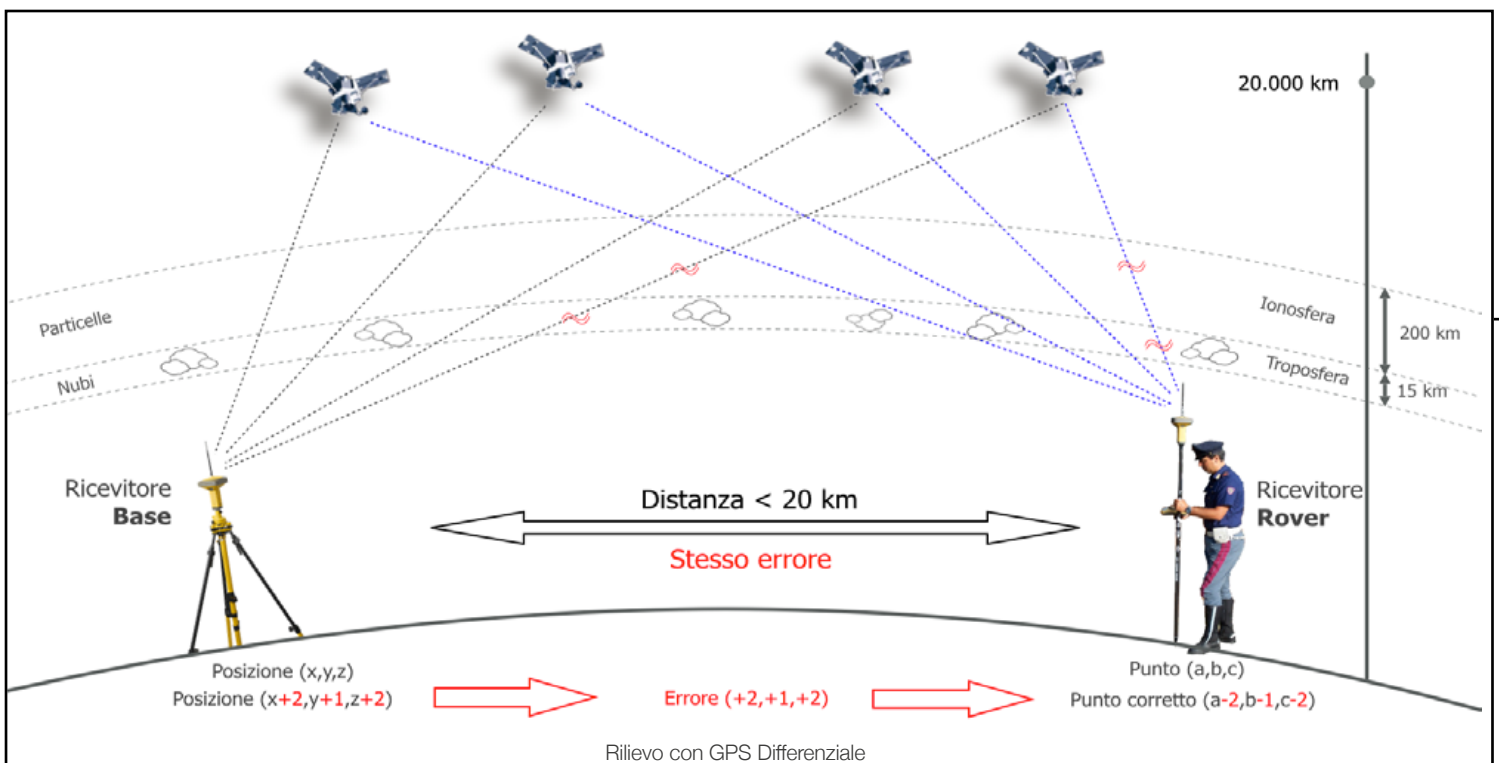 20.000 km
Particelle
Ionosfera
200 km
Nubi
Troposfera
15 km
Ricevitore
Base
Distanza < 20 km
Stesso errore
Ricevitore
Rover
Posizione (x,y,z)
Posizione (x+2,y+1,z+2)
Errore (+2,+1,+2)
Punto (a,b,c)
Punto corretto (a-2,b-1,c-2)
Rilievo con GPS Differenziale